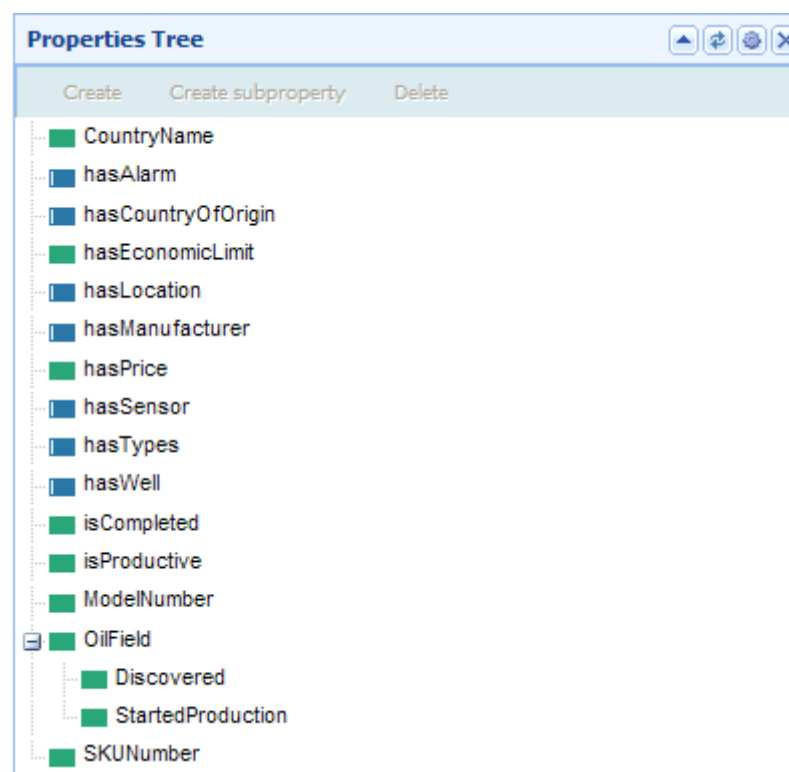 Properties Tree
Create Create subproperty Delete
CountryName
hasAlarm
hasCountryOfOrigin
hasEconomicLimit
hasLocation
hasManufacturer
hasPrice
hasSensor
hasTypes
hasWell
isCompleted
isProductive
ModelNumber
OilField
Discovered
StartedProduction
SKUNumber